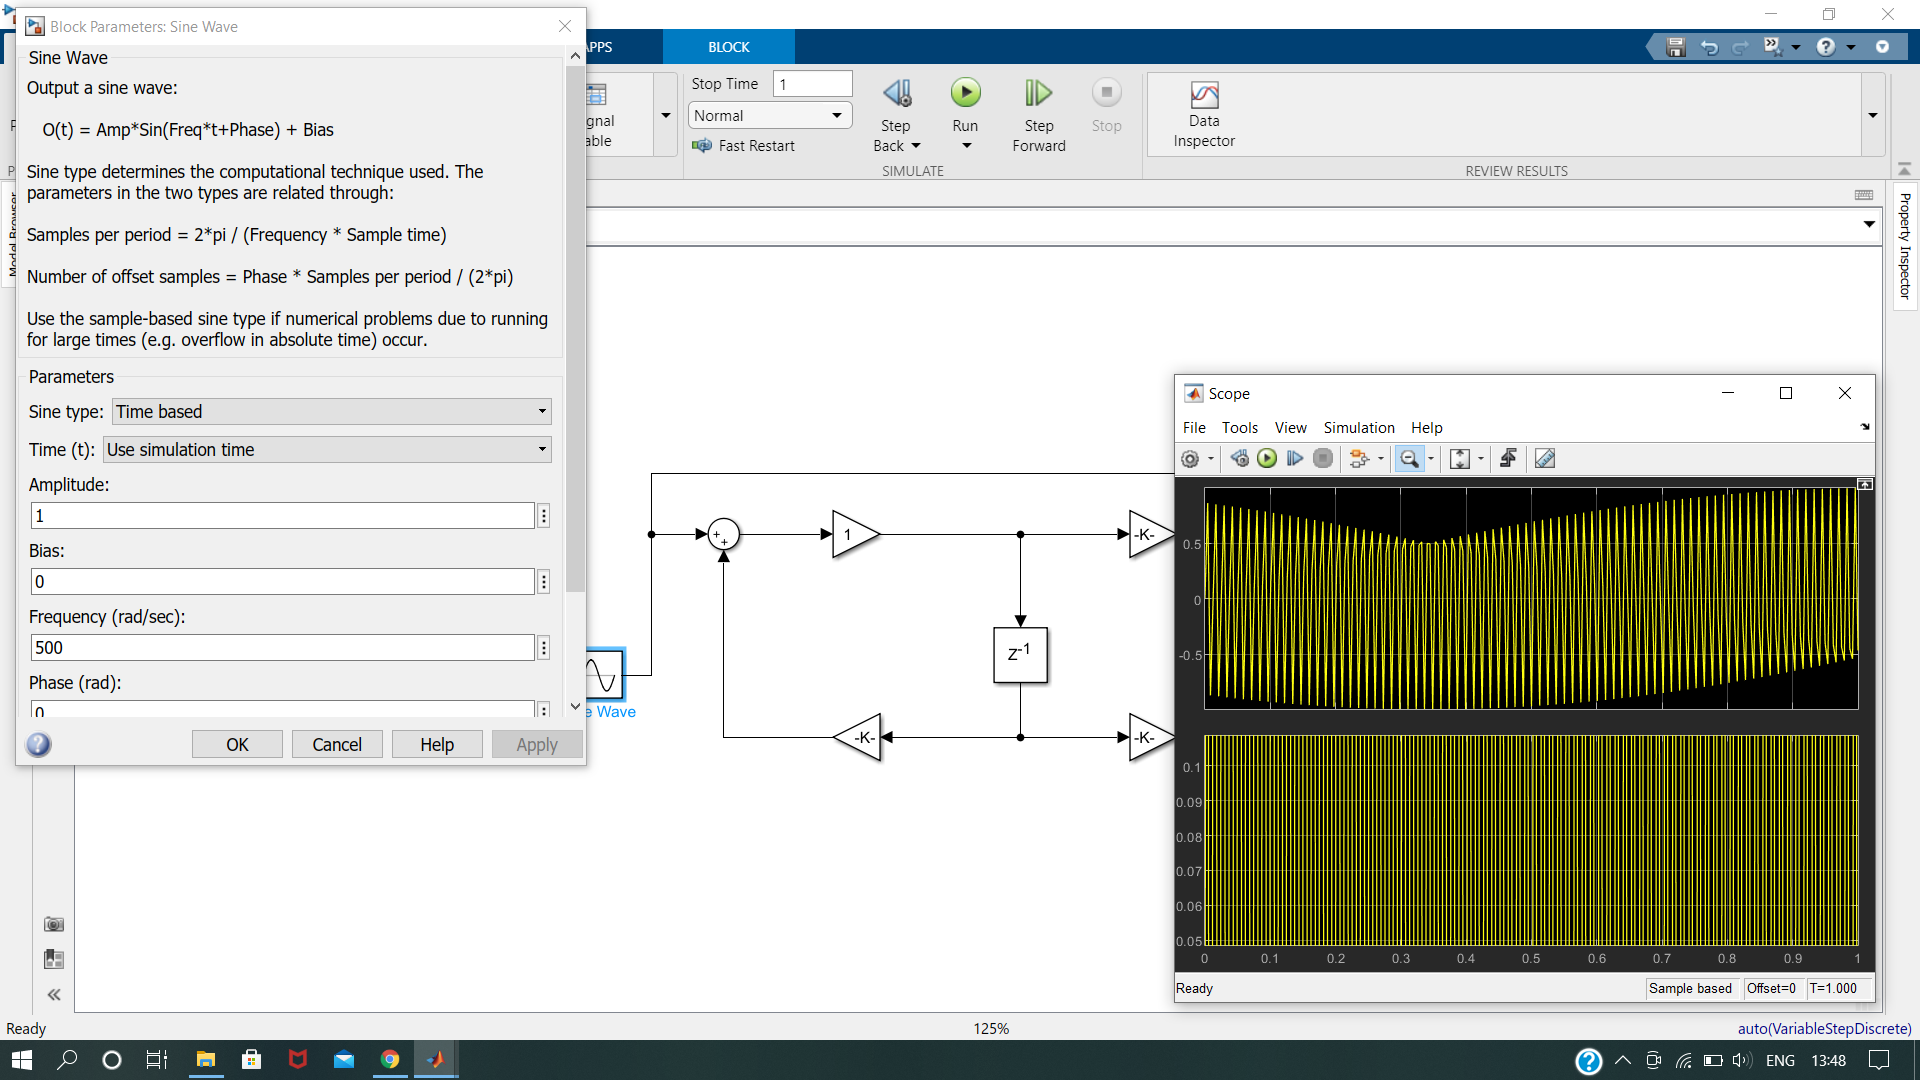 Block Parameters: Sine Wave
Sine Wave
Output a sine wave:
O(t) = Amp*Sin(Freq*t+Phase) + Bias
Sine type determines the computational technique used. The
parameters in the two types are related through:
Samples per period = 2*pi / (Frequency * Sample time)
Number of offset samples = Phase * Samples per period / (2*pi)
Use the sample-based sine type if numerical problems due to running
for large times (e.g. overflow in absolute time) occur.
Parameters
Sine type: Time based
Time (t): Use simulation time
Amplitude:
1
Bias:
0
Frequency (rad/sec):
500
Phase (rad):
0
OK Cancel Help Apply
APPS
BLOCK
Stop Time 1
Normal
Fast Restart
Step
Back
Run
Step
Forward
Stop
SIMULATE
Data
Inspector
REVIEW RESULTS
Model Browser
Property Inspector
1
-K-
z-1
-K-
-K-
e Wave
Scope
File Tools View Simulation Help
0.5
0
-0.5
0.1
0.09
0.08
0.07
0.06
0.05
0 0.1 0.2 0.3 0.4 0.5 0.6 0.7 0.8 0.9 1
Ready
Sample based Offset=0 T=1.000
Ready
125%
auto(VariableStepDiscrete)
ENG 13:48